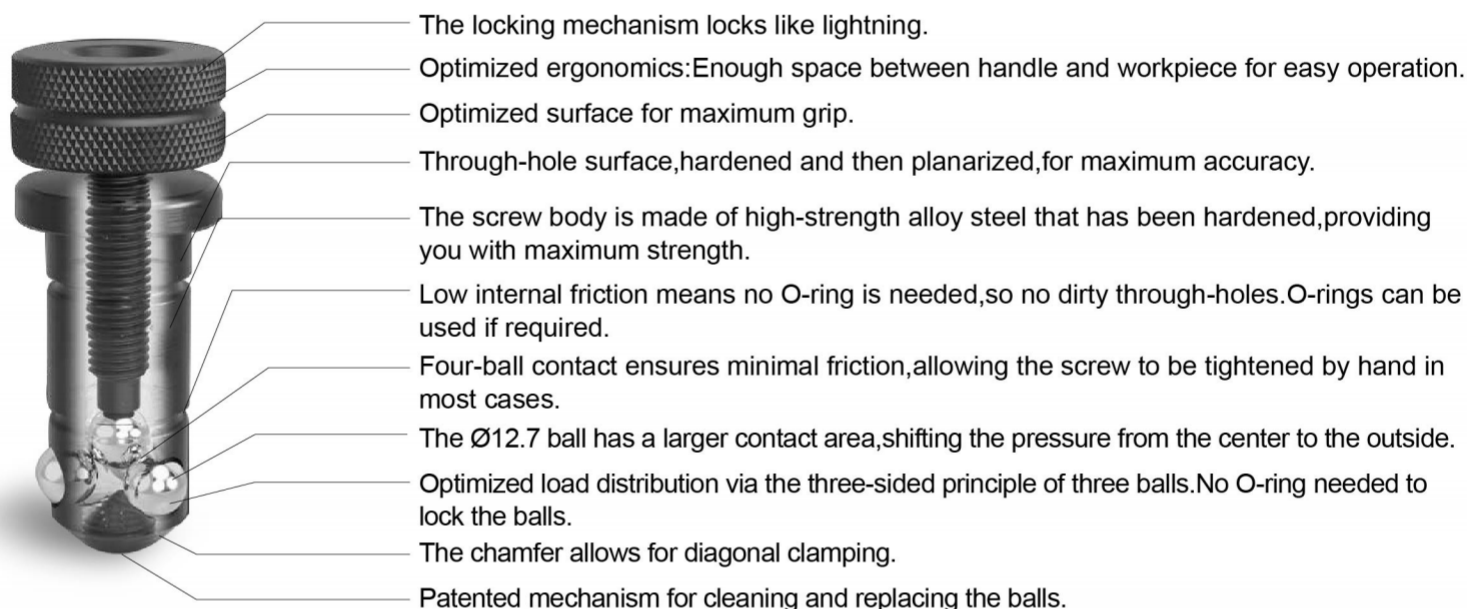 The locking mechanism locks like lightning.
Optimized ergonomics:Enough space between handle and workpiece for easy operation.
Optimized surface for maximum grip.
Through-hole surface,hardened and then planarized,for maximum accuracy.
The screw body is made of high-strength alloy steel that has been hardened,providing
you with maximum strength.
Low internal friction means no O-ring is needed,so no dirty through-holes.O-rings can be
used if required.
Four-ball contact ensures minimal friction,allowing the screw to be tightened by hand in
most cases.
The Ø12.7 ball has a larger contact area,shifting the pressure from the center to the outside.
Optimized load distribution via the three-sided principle of three balls.No O-ring needed to
lock the balls.
The chamfer allows for diagonal clamping.
Patented mechanism for cleaning and replacing the balls.